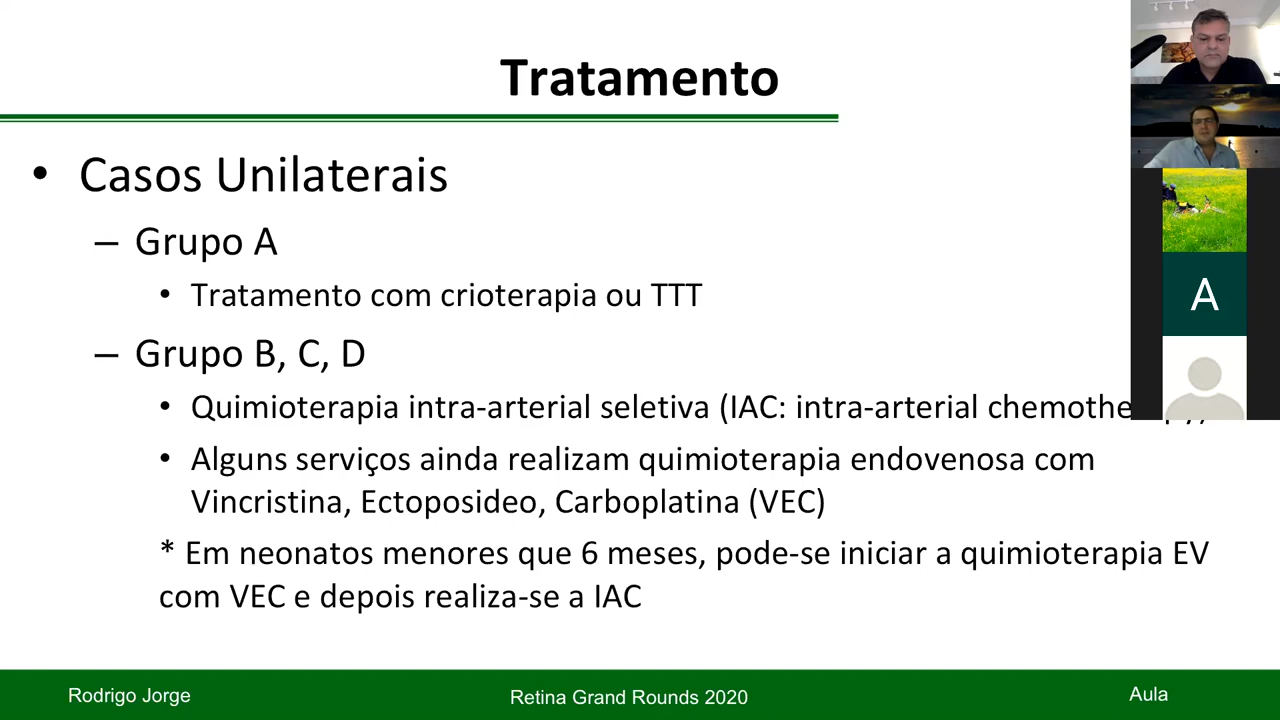 Tratamento
• Casos Unilaterais
– Grupo A
• Tratamento com crioterapia ou TTT
– Grupo B, C, D
• Quimioterapia intra-arterial seletiva (IAC: intra-arterial
• Alguns serviços ainda realizam quimioterapia endovenosa com
Vincristina, Ectoposideo, Carboplatina (VEC)
* Em neonatos menores que 6 meses, pode-se iniciar a quimioterapia EV
com VEC e depois realiza-se a IAC
A
Rodrigo Jorge
Retina Grand Rounds 2020
Aula